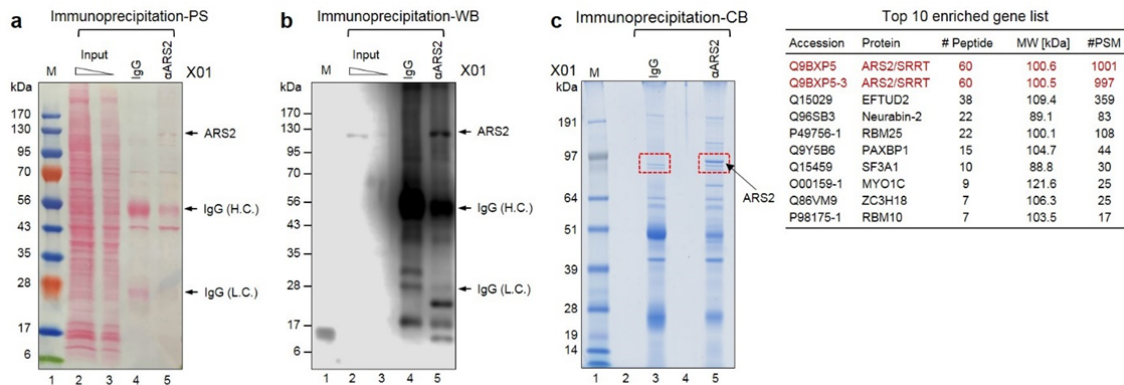 a
Immunoprecipitation-PS
Input
IgG
αARS2
M
X01
kDa
170
130
95
70
56
43
35
28
17
6
ARS2
IgG (H.C.)
IgG (L.C.)
1 2 3 4 5
b
Immunoprecipitation-WB
Input
IgG
αARS2
X01
kDa
170
130
95
70
56
43
35
28
17
6
ARS2
IgG (H.C.)
IgG (L.C.)
1 2 3 4 5
c
Immunoprecipitation-CB
IgG
αARS2
X01 M
kDa
191
97
64
51
39
28
19
14
ARS2
1 2 3 4 5
Top 10 enriched gene list
Accession Protein # Peptide MW [kDa] #PSM
Q9BXP5 ARS2/SRRT 60 100.6 1001
Q9BXP5-3 ARS2/SRRT 60 100.5 997
Q15029 EFTUD2 38 109.4 359
Q96SB3 Neurabin-2 22 89.1 83
P49756-1 RBM25 22 100.1 108
Q9Y5B6 PAXBP1 15 104.7 44
Q15459 SF3A1 10 88.8 30
O00159-1 MYO1C 9 121.6 25
Q86VM9 ZC3H18 7 106.3 25
P98175-1 RBM10 7 103.5 17